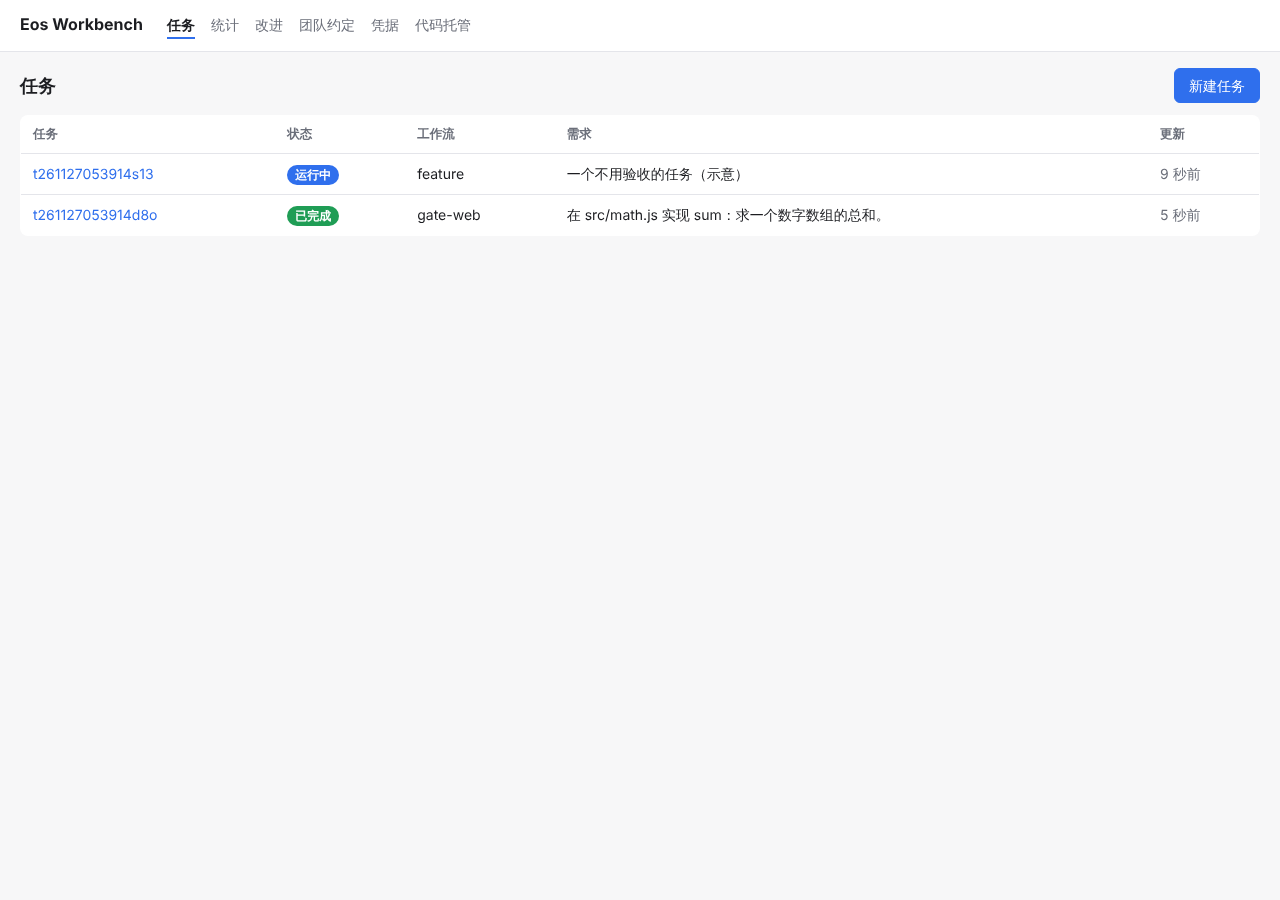 Eos Workbench 任务 统计 改进 团队约定 凭据 代码托管
任务 新建任务
任务 状态 工作流 需求 更新
t261127053914s13 运行中 feature 一个不用验收的任务（示意） 9 秒前
t261127053914d8o 已完成 gate-web 在 src/math.js 实现 sum：求一个数字数组的总和。 5 秒前